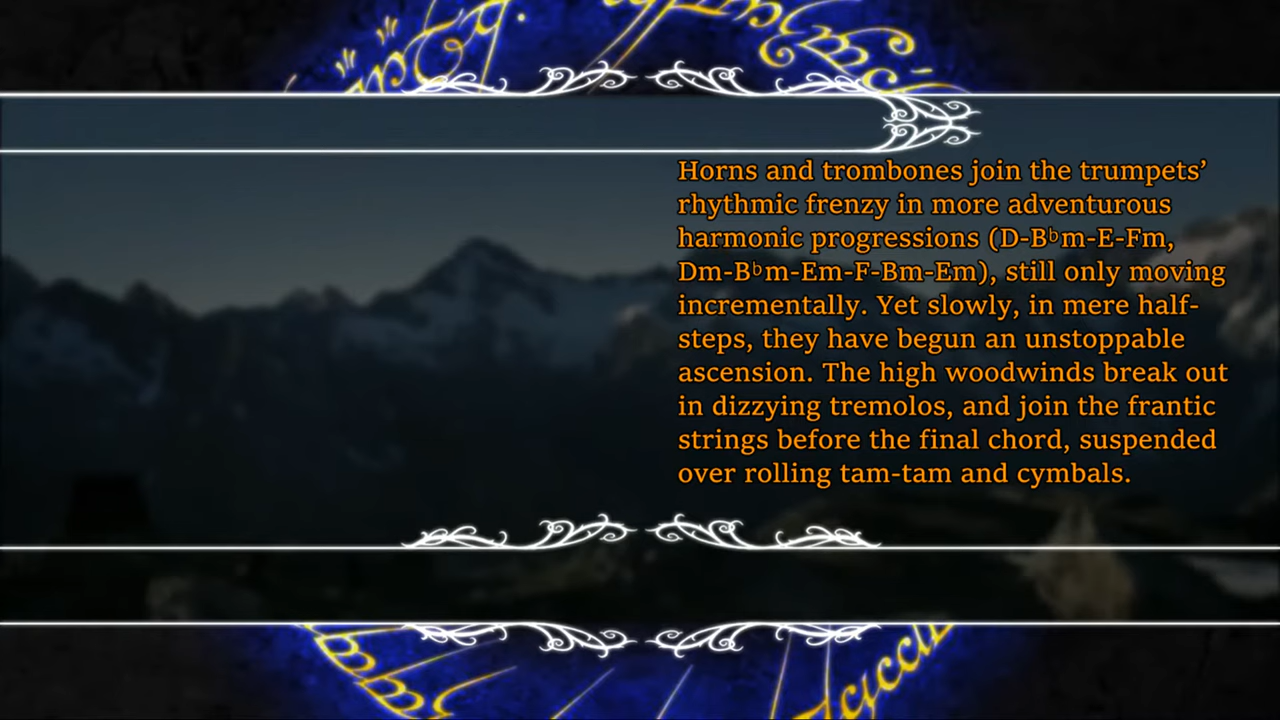 Horns and trombones join the trumpets’
rhythmic frenzy in more adventurous
harmonic progressions (D-B♭m-E-Fm,
Dm-B♭m-Em-F-Bm-Em), still only moving
incrementally. Yet slowly, in mere half-
steps, they have begun an unstoppable
ascension. The high woodwinds break out
in dizzying tremolos, and join the frantic
strings before the final chord, suspended
over rolling tam-tam and cymbals.